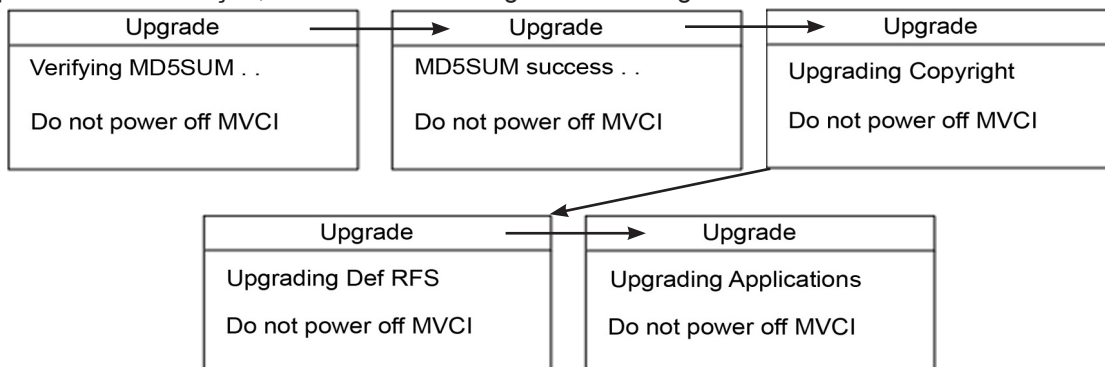 Upgrade
Verifying MD5SUM . .
Do not power off MVCI
Upgrade
MD5SUM success . .
Do not power off MVCI
Upgrade
Upgrading Copyright
Do not power off MVCI
Upgrade
Upgrading Def RFS
Do not power off MVCI
Upgrade
Upgrading Applications
Do not power off MVCI